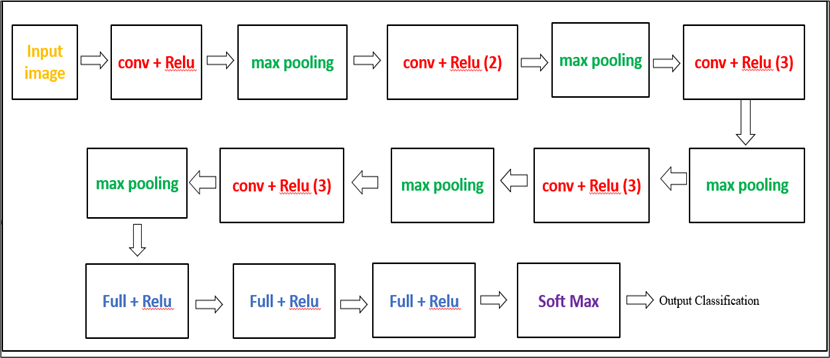 Input
image
conv + Relu
max pooling
conv + Relu (2)
max pooling
conv + Relu (3)
max pooling
conv + Relu (3)
max pooling
conv + Relu (3)
max pooling
Full + Relu
Full + Relu
Full + Relu
Soft Max
Output Classification